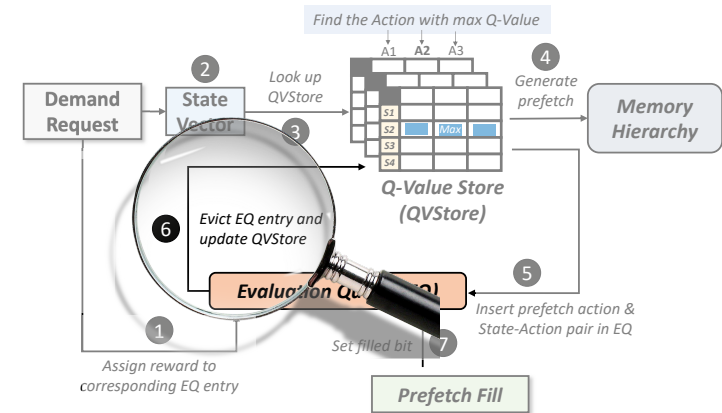 Find the Action with max Q-Value
A1 A2 A3
2
4
Look up
QVStore
Generate
prefetch
Demand
Request
State
Vector
Memory
Hierarchy
3
S1
S2 Max
S3
S4
Q-Value Store
(QVStore)
6
Evict EQ entry and
update QVStore
5
Evaluation
Insert prefetch action &
State-Action pair in EQ
1
Set filled bit
7
Assign reward to
corresponding EQ entry
Prefetch Fill